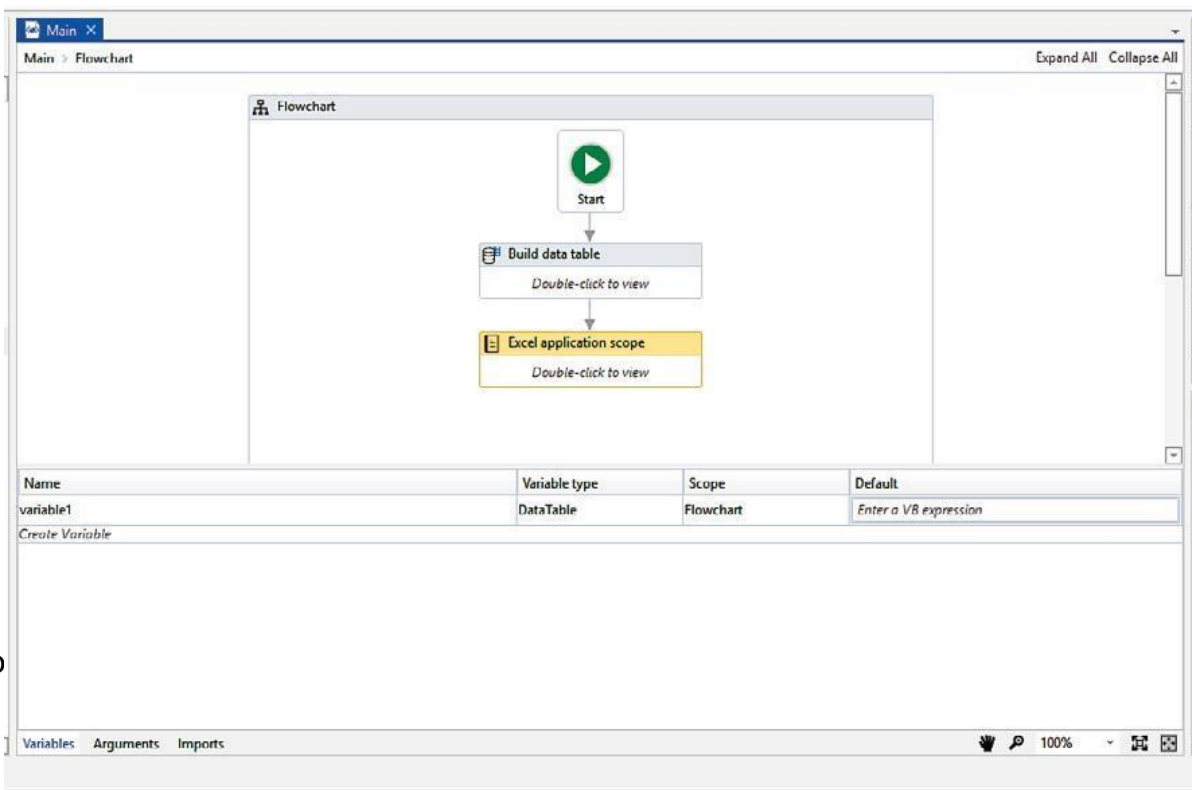 Main
Main > Flowchart
Expand All Collapse All
Flowchart
Start
Build data table
Double-click to view
Excel application scope
Double-click to view
Name Variable type Scope Default
variable1 DataTable Flowchart Enter a VB expression
Create Variable
Variables Arguments Imports
100%